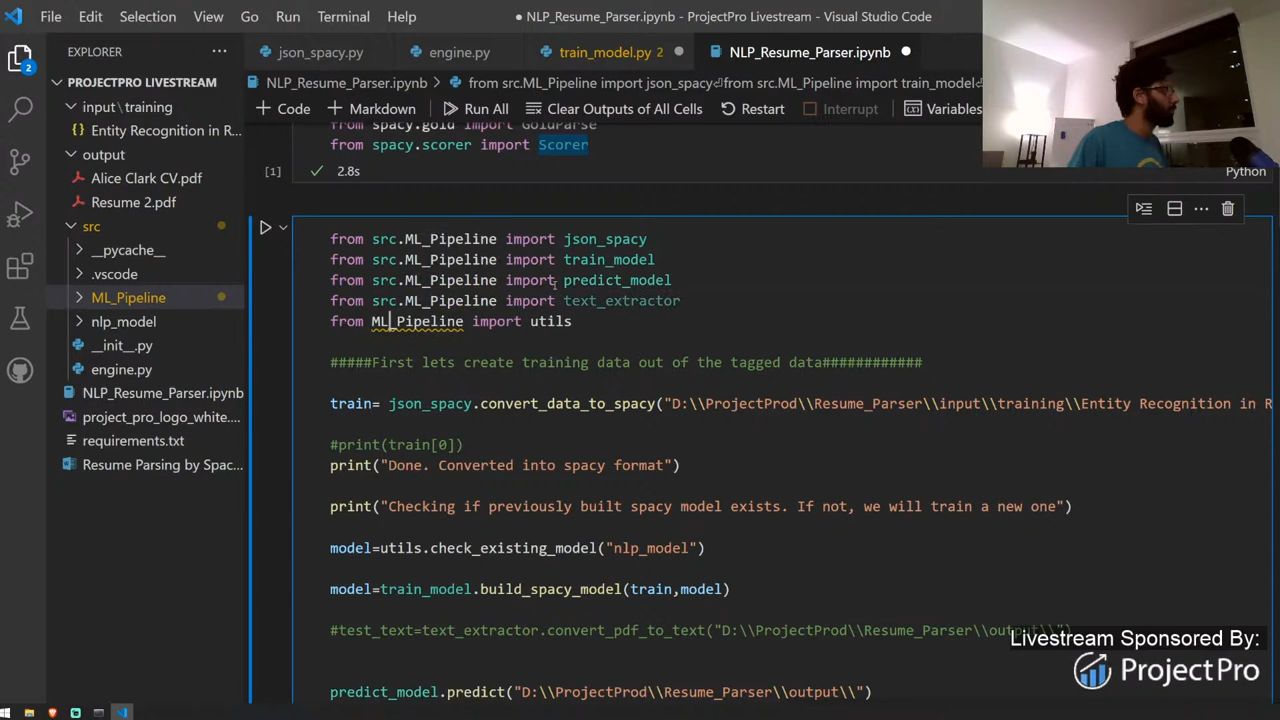 File Edit Selection View Go Run Terminal Help
● NLP_Resume_Parser.ipynb - ProjectPro Livestream - Visual Studio Code
EXPLORER ...
json_spacy.py engine.py train_model.py 2 ● NLP_Resume_Parser.ipynb ●
2
PROJECTPRO LIVESTREAM
NLP_Resume_Parser.ipynb > from src.ML_Pipeline import json_spacy↲from src.ML_Pipeline import train_model↲
input\training
+ Code + Markdown Run All Clear Outputs of All Cells Restart Interrupt Variables
Entity Recognition in R...
output
Alice Clark CV.pdf
Resume 2.pdf
src
__pycache__
.vscode
ML_Pipeline
nlp_model
__init__.py
engine.py
NLP_Resume_Parser.ipynb
project_pro_logo_white....
requirements.txt
Resume Parsing by Spac...
from spacy.gold import GoldParse
from spacy.scorer import Scorer
[1] ✓ 2.8s Python
from src.ML_Pipeline import json_spacy
from src.ML_Pipeline import train_model
from src.ML_Pipeline import predict_model
from src.ML_Pipeline import text_extractor
from ML_Pipeline import utils
#####First lets create training data out of the tagged data############
train= json_spacy.convert_data_to_spacy("D:\\ProjectProd\\Resume_Parser\\input\\training\\Entity Recognition in R
#print(train[0])
print("Done. Converted into spacy format")
print("Checking if previously built spacy model exists. If not, we will train a new one")
model=utils.check_existing_model("nlp_model")
model=train_model.build_spacy_model(train,model)
#test_text=text_extractor.convert_pdf_to_text("D:\\ProjectProd\\Resume_Parser\\output\\")
predict_model.predict("D:\\ProjectProd\\Resume_Parser\\output\\")
Livestream Sponsored By:
ProjectPro